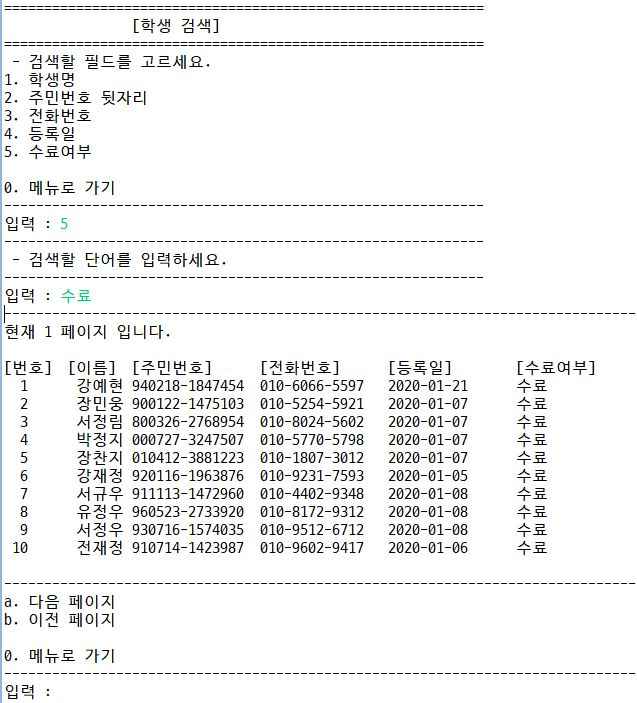 ============================================================
[학생 검색]
============================================================
- 검색할 필드를 고르세요.
1. 학생명
2. 주민번호 뒷자리
3. 전화번호
4. 등록일
5. 수료여부
0. 메뉴로 가기
------------------------------------------------------------
입력 : 5
------------------------------------------------------------
- 검색할 단어를 입력하세요.
------------------------------------------------------------
입력 : 수료
-------------------------------------------------------------------------------
현재 1 페이지 입니다.
[번호] [이름] [주민번호] [전화번호] [등록일] [수료여부]
1 강예현 940218-1847454 010-6066-5597 2020-01-21 수료
2 장민웅 900122-1475103 010-5254-5921 2020-01-07 수료
3 서정림 800326-2768954 010-8024-5602 2020-01-07 수료
4 박정지 000727-3247507 010-5770-5798 2020-01-07 수료
5 장찬지 010412-3881223 010-1807-3012 2020-01-07 수료
6 강재정 920116-1963876 010-9231-7593 2020-01-05 수료
7 서규우 911113-1472960 010-4402-9348 2020-01-08 수료
8 유정우 960523-2733920 010-8172-9312 2020-01-08 수료
9 서정우 930716-1574035 010-9512-6712 2020-01-08 수료
10 전재정 910714-1423987 010-9602-9417 2020-01-06 수료
-------------------------------------------------------------------------------
a. 다음 페이지
b. 이전 페이지
0. 메뉴로 가기
-------------------------------------------------------------------------------
입력 :